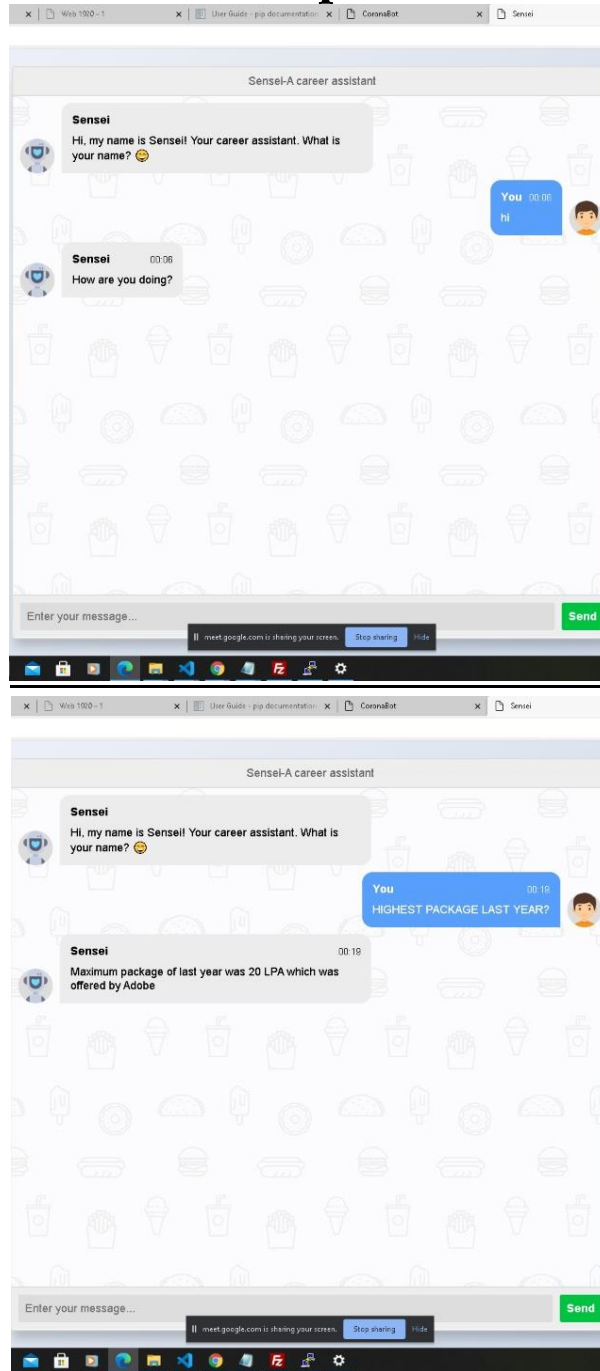 Web 1920 - 1
User Guide - pip documentation
CoronaBot
Sensei
Sensei-A career assistant
Sensei
Hi, my name is Sensei! Your career assistant. What is
your name? 😋
You 00:06
hi
Sensei 00:06
How are you doing?
Enter your message...
Send
meet.google.com is sharing your screen. Stop sharing Hide
Web 1920 - 1
User Guide - pip documentation
CoronaBot
Sensei
Sensei-A career assistant
Sensei
Hi, my name is Sensei! Your career assistant. What is
your name? 😋
You 00:19
HIGHEST PACKAGE LAST YEAR?
Sensei 00:19
Maximum package of last year was 20 LPA which was
offered by Adobe
Enter your message...
Send
meet.google.com is sharing your screen. Stop sharing Hide